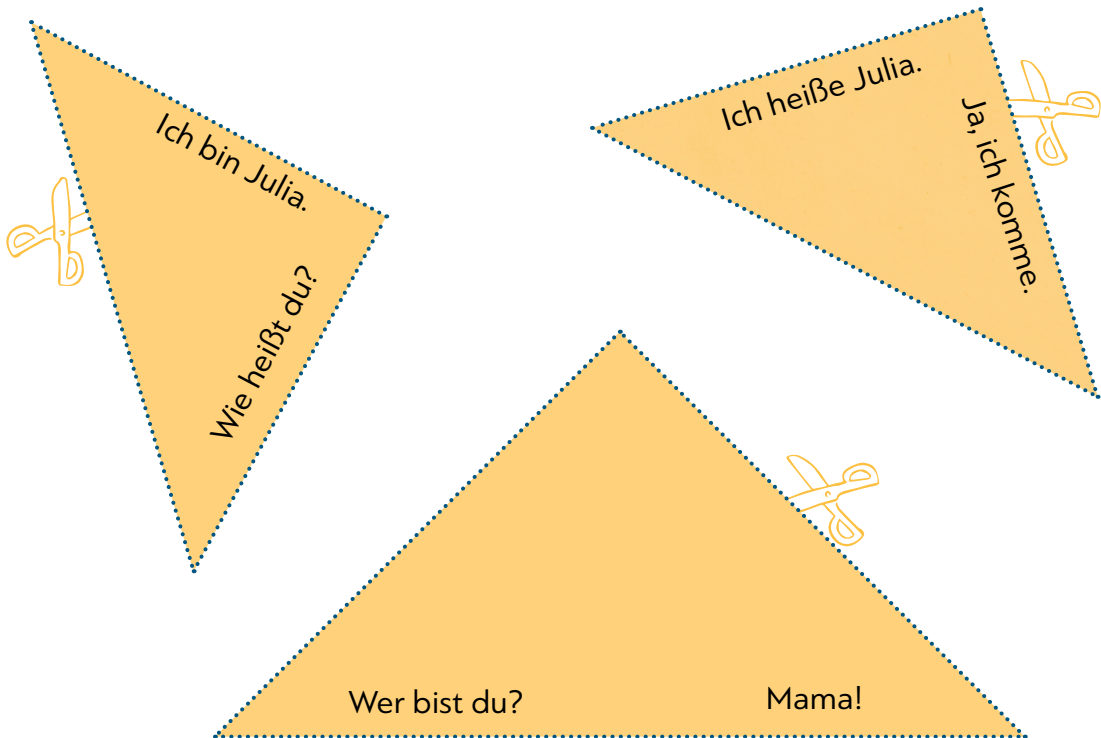 Ich bin Julia.
Wie heißt du?
Ich heiße Julia.
Ja, ich komme.
Wer bist du?
Mama!